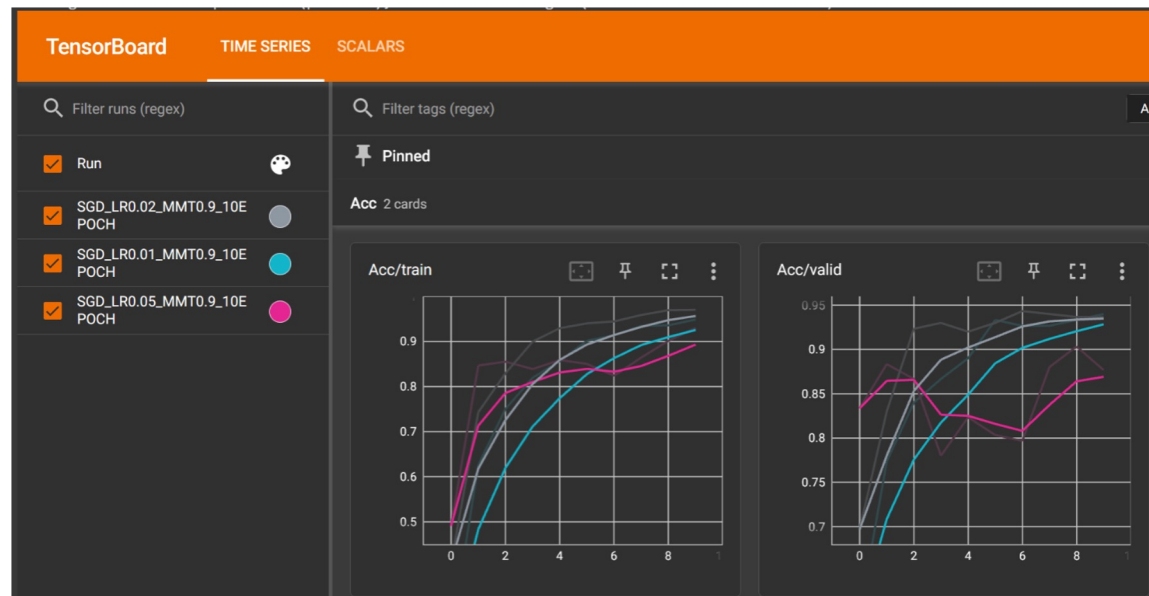 TensorBoard TIME SERIES SCALARS
Filter runs (regex)
Run
SGD_LR0.02_MMT0.9_10E
POCH
SGD_LR0.01_MMT0.9_10E
POCH
SGD_LR0.05_MMT0.9_10E
POCH
Filter tags (regex)
Pinned
Acc 2 cards
Acc/train
0.9
0.8
0.7
0.6
0.5
0 2 4 6 8
Acc/valid
0.95
0.9
0.85
0.8
0.75
0.7
0 2 4 6 8